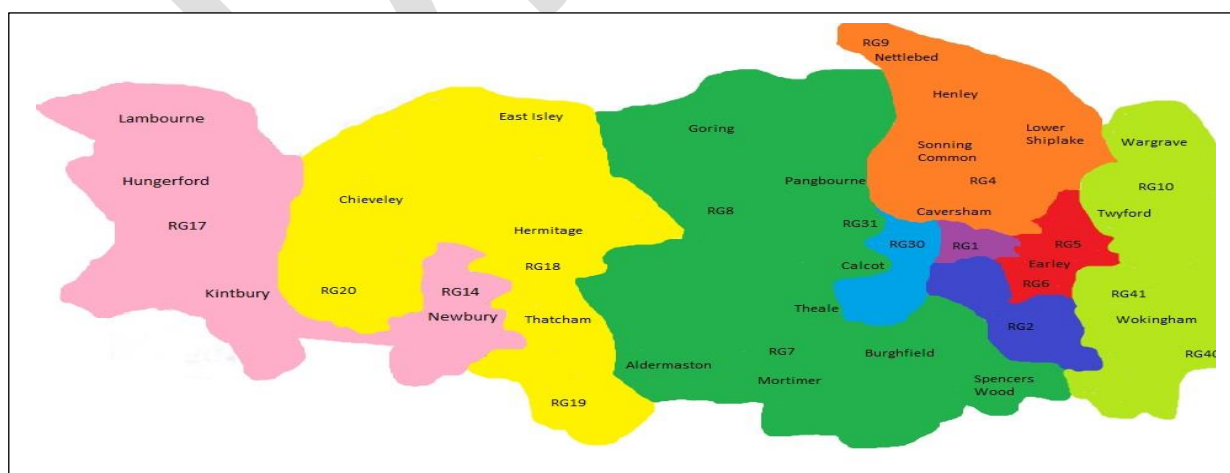 RG9
Nettlebed
Henley
Lambourne
East Isley
Goring
Lower
Shiplake
Wargrave
Sonning
Common
Hungerford
Pangbourne
RG4
RG10
Chieveley
RG17
RG8
Caversham
Twyford
RG31
Hermitage
RG30
RG1
RG5
RG18
Calcot
Earley
Kintbury
RG20
RG14
RG6
RG41
Newbury
Thatcham
Theale
RG2
Wokingham
RG7
Burghfield
RG40
Aldermaston
Mortimer
Spencers
Wood
RG19